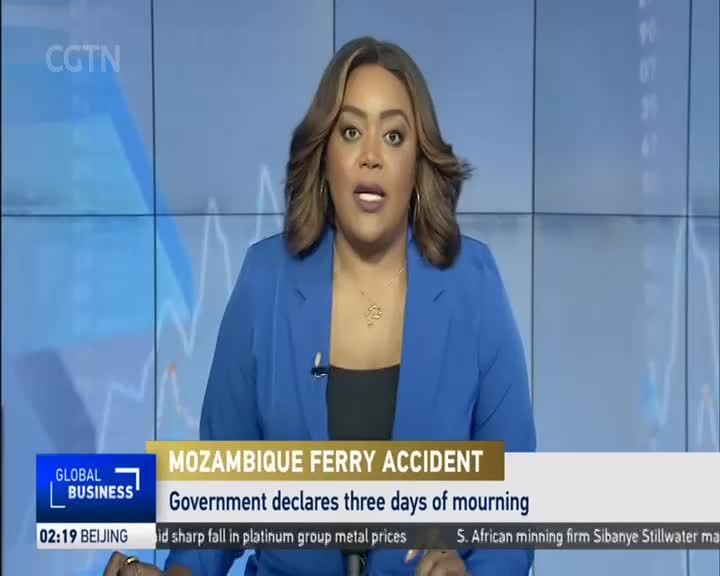 CGTN
MOZAMBIQUE FERRY ACCIDENT
GLOBAL
BUSINESS
Government declares three days of mourning
02:19 BEIJING
id sharp fall in platinum group metal prices
S. African mining firm Sibanye Stillwater ma